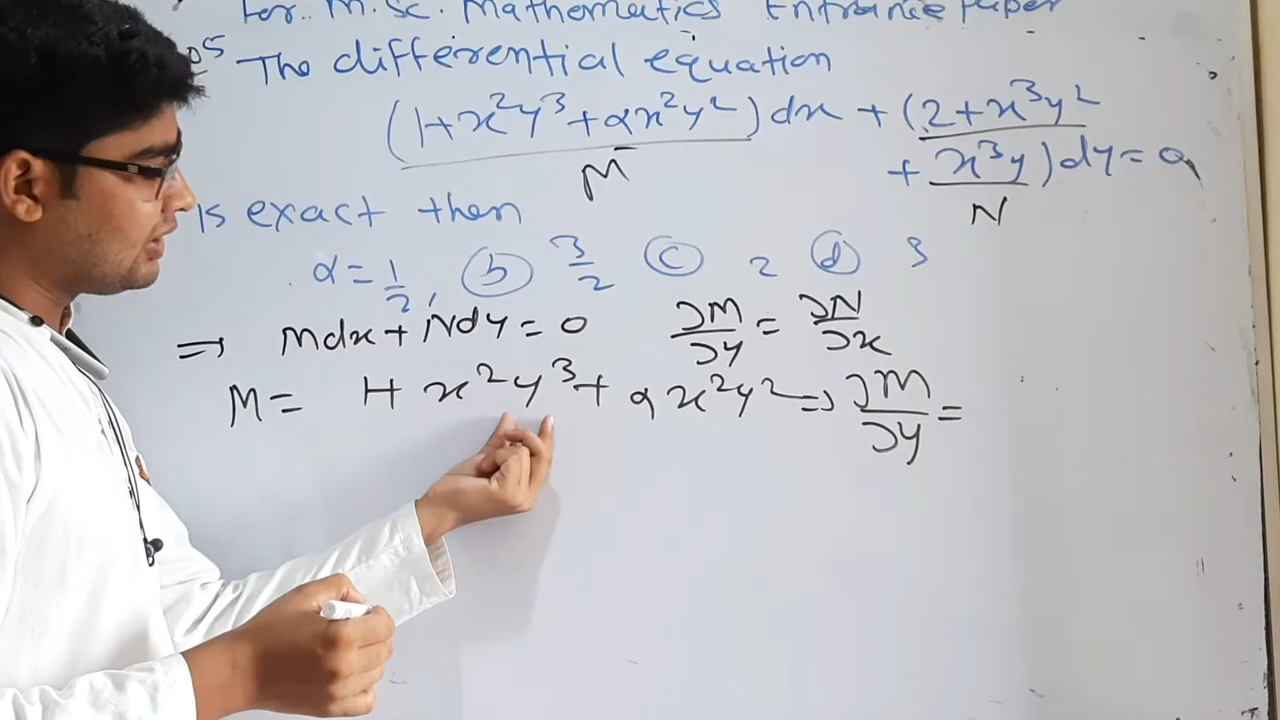 For M.Sc. Mathematics Entrance Paper
05 The differential equation
(1+x²y³+αx²y²)dx + (2+x³y²
+ x³y)dy = 0
M
N
is exact then
α = 1/2, (b) 3/2 (c) 2 (d) 3
⇒ Mdx + Ndy = 0 ∂M/∂y = ∂N/∂x
M = 1+ x²y³ + αx²y² ⇒ ∂M/∂y =